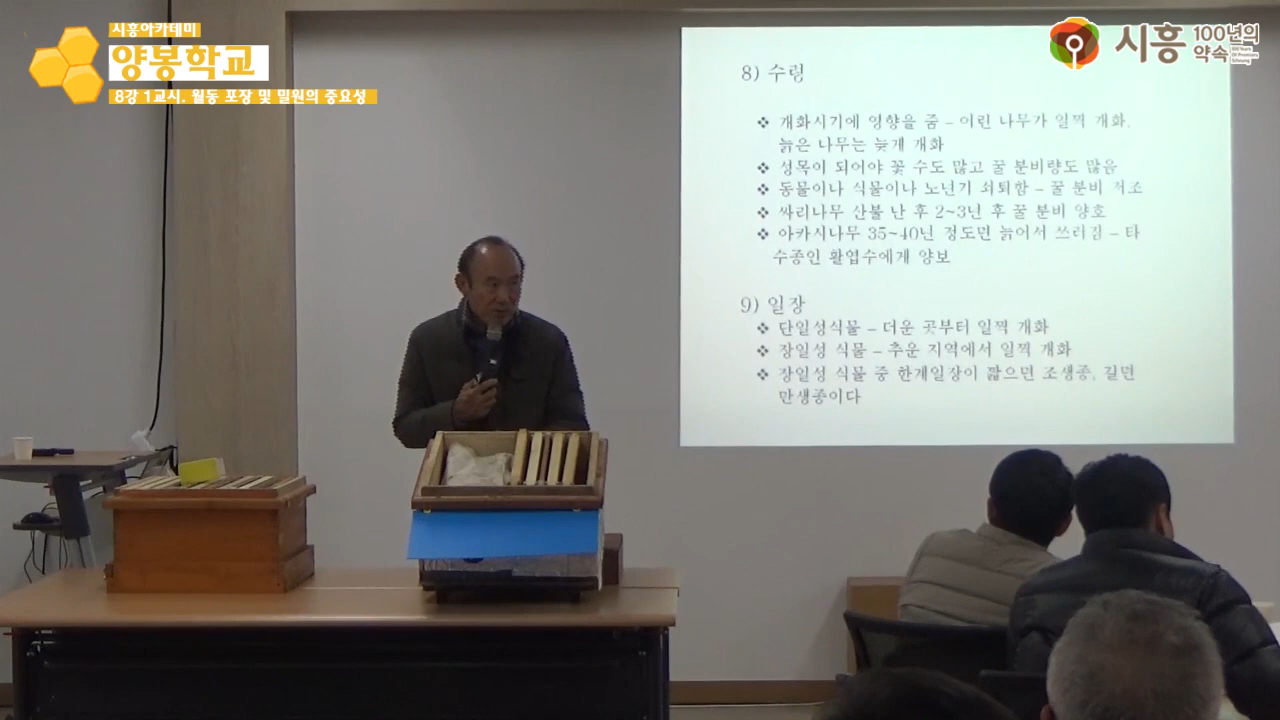 시흥아카데미
양봉학교
8강 1교시. 월동 포장 및 밀원의 중요성
시흥 100년의
약속
8) 수령
❖ 개화시기에 영향을 줌 – 어린 나무가 일찍 개화,
늙은 나무는 늦게 개화
❖ 성목이 되어야 꽃 수도 많고 꿀 분비량도 많음
❖ 동물이나 식물이나 노년기 쇠퇴함 – 꿀 분비 저조
❖ 싸리나무 산불 난 후 2~3년 후 꿀 분비 양호
❖ 아카시나무 35~40년 정도면 늙어서 쓰러짐 – 타
수종인 활엽수에게 양보
9) 일장
❖ 단일성식물 – 더운 곳부터 일찍 개화
❖ 장일성 식물 – 추운 지역에서 일찍 개화
❖ 장일성 식물 중 한계일장이 짧으면 조생종, 길면
만생종이다